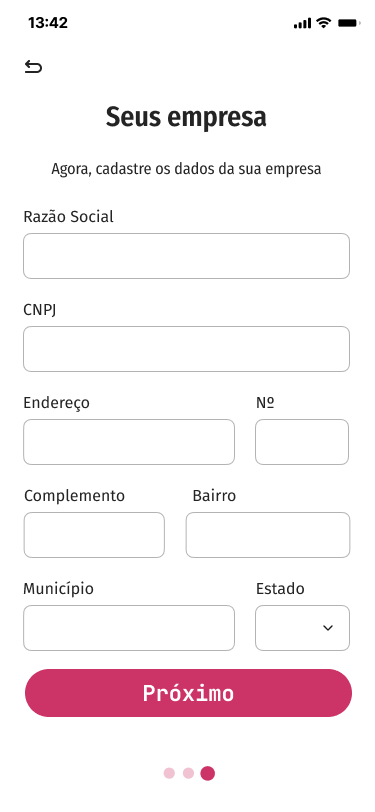 13:42
Seus empresa
Agora, cadastre os dados da sua empresa
Razão Social
CNPJ
Endereço Nº
Complemento Bairro
Município Estado
Próximo